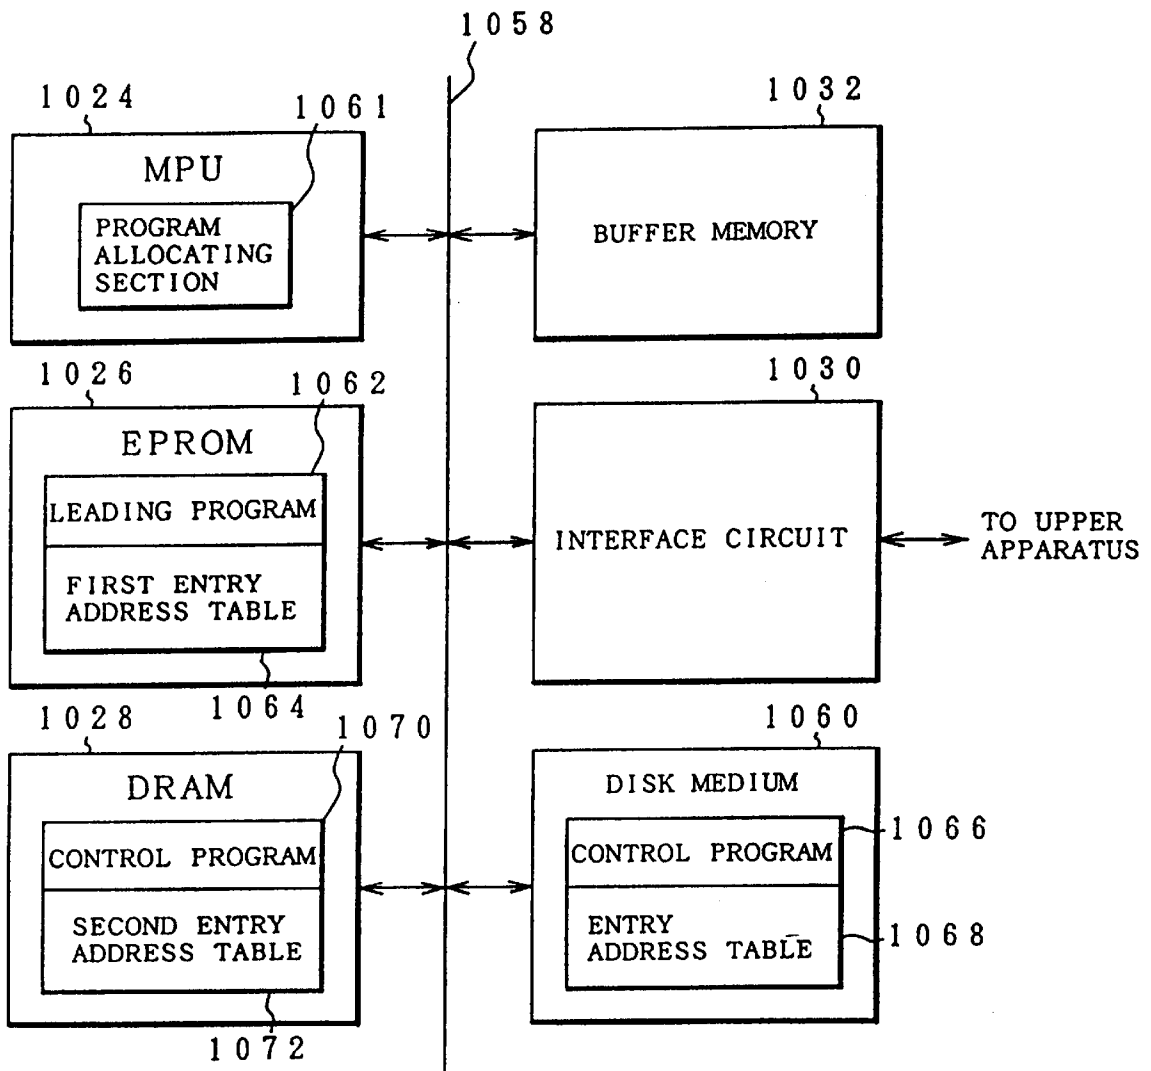 1058
1024
1061
MPU
PROGRAM
ALLOCATING
SECTION
1032
BUFFER MEMORY
1026
1062
EPROM
LEADING PROGRAM
FIRST ENTRY
ADDRESS TABLE
1064
1030
INTERFACE CIRCUIT
TO UPPER
APPARATUS
1028
1070
DRAM
CONTROL PROGRAM
SECOND ENTRY
ADDRESS TABLE
1072
1060
DISK MEDIUM
CONTROL PROGRAM
1066
ENTRY
ADDRESS TABLE
1068